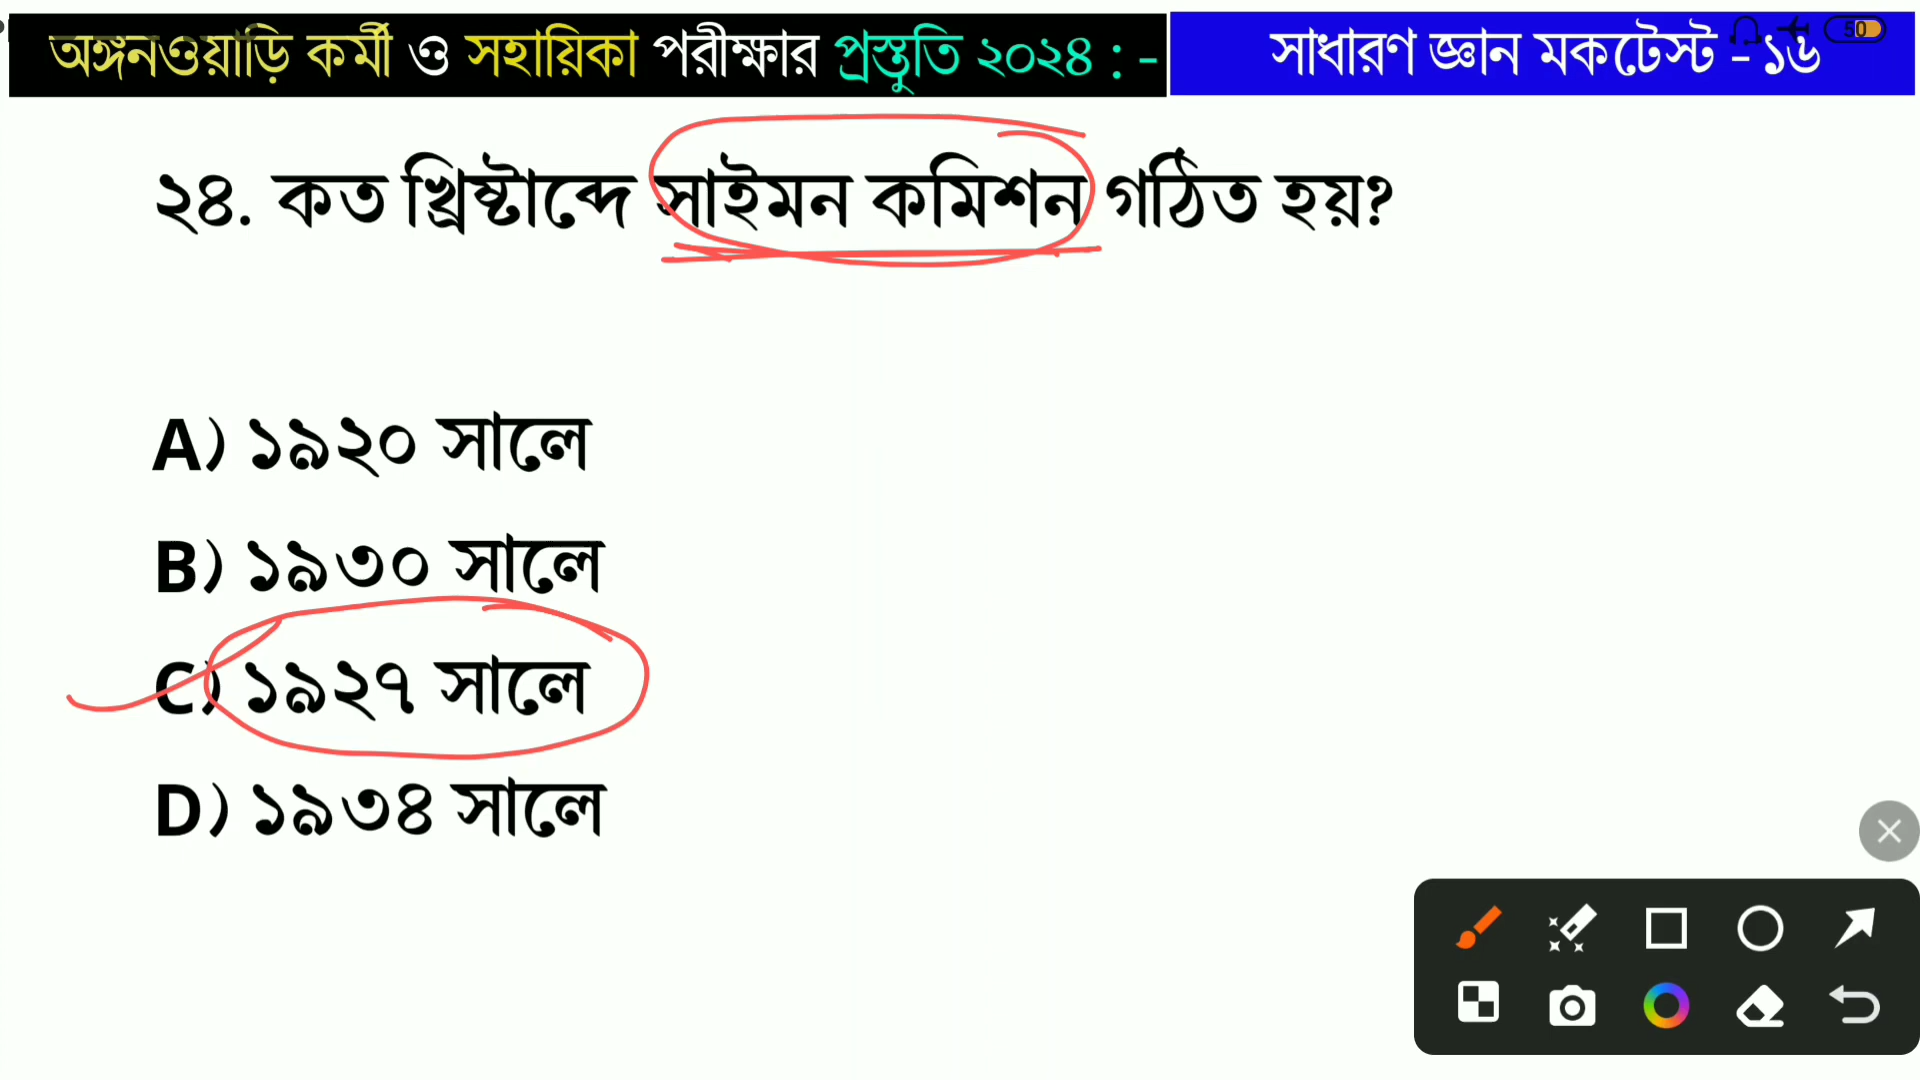 অঙ্গনওয়াড়ি কর্মী ও সহায়িকা পরীক্ষার প্রস্তুতি ২০২৪ : -
সাধারণ জ্ঞান মকটেস্ট - ১৬
50
২৪. কত খ্রিষ্টাব্দে সাইমন কমিশন গঠিত হয়?
A) ১৯২০ সালে
B) ১৯৩০ সালে
C) ১৯২৭ সালে
D) ১৯৩৪ সালে